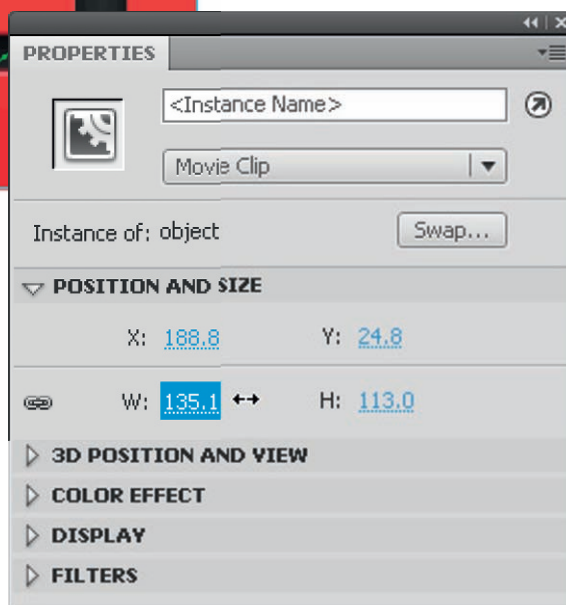 PROPERTIES
<Instance Name>
Movie Clip
Instance of: object
Swap...
POSITION AND SIZE
X: 188.8 Y: 24.8
W: 135.1 H: 113.0
3D POSITION AND VIEW
COLOR EFFECT
DISPLAY
FILTERS